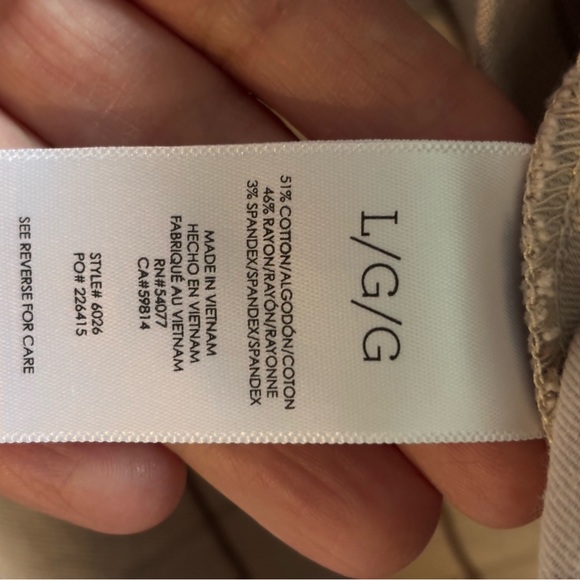 L/G/G
51% COTTON/ALGODÓN/COTON
46% RAYON/RAYÓN/RAYONNE
3% SPANDEX/SPANDEX/SPANDEX
MADE IN VIETNAM
HECHO EN VIETNAM
FABRIQUÉ AU VIETNAM
RN#54077
CA#59814
STYLE# 6026
PO# 226415
SEE REVERSE FOR CARE